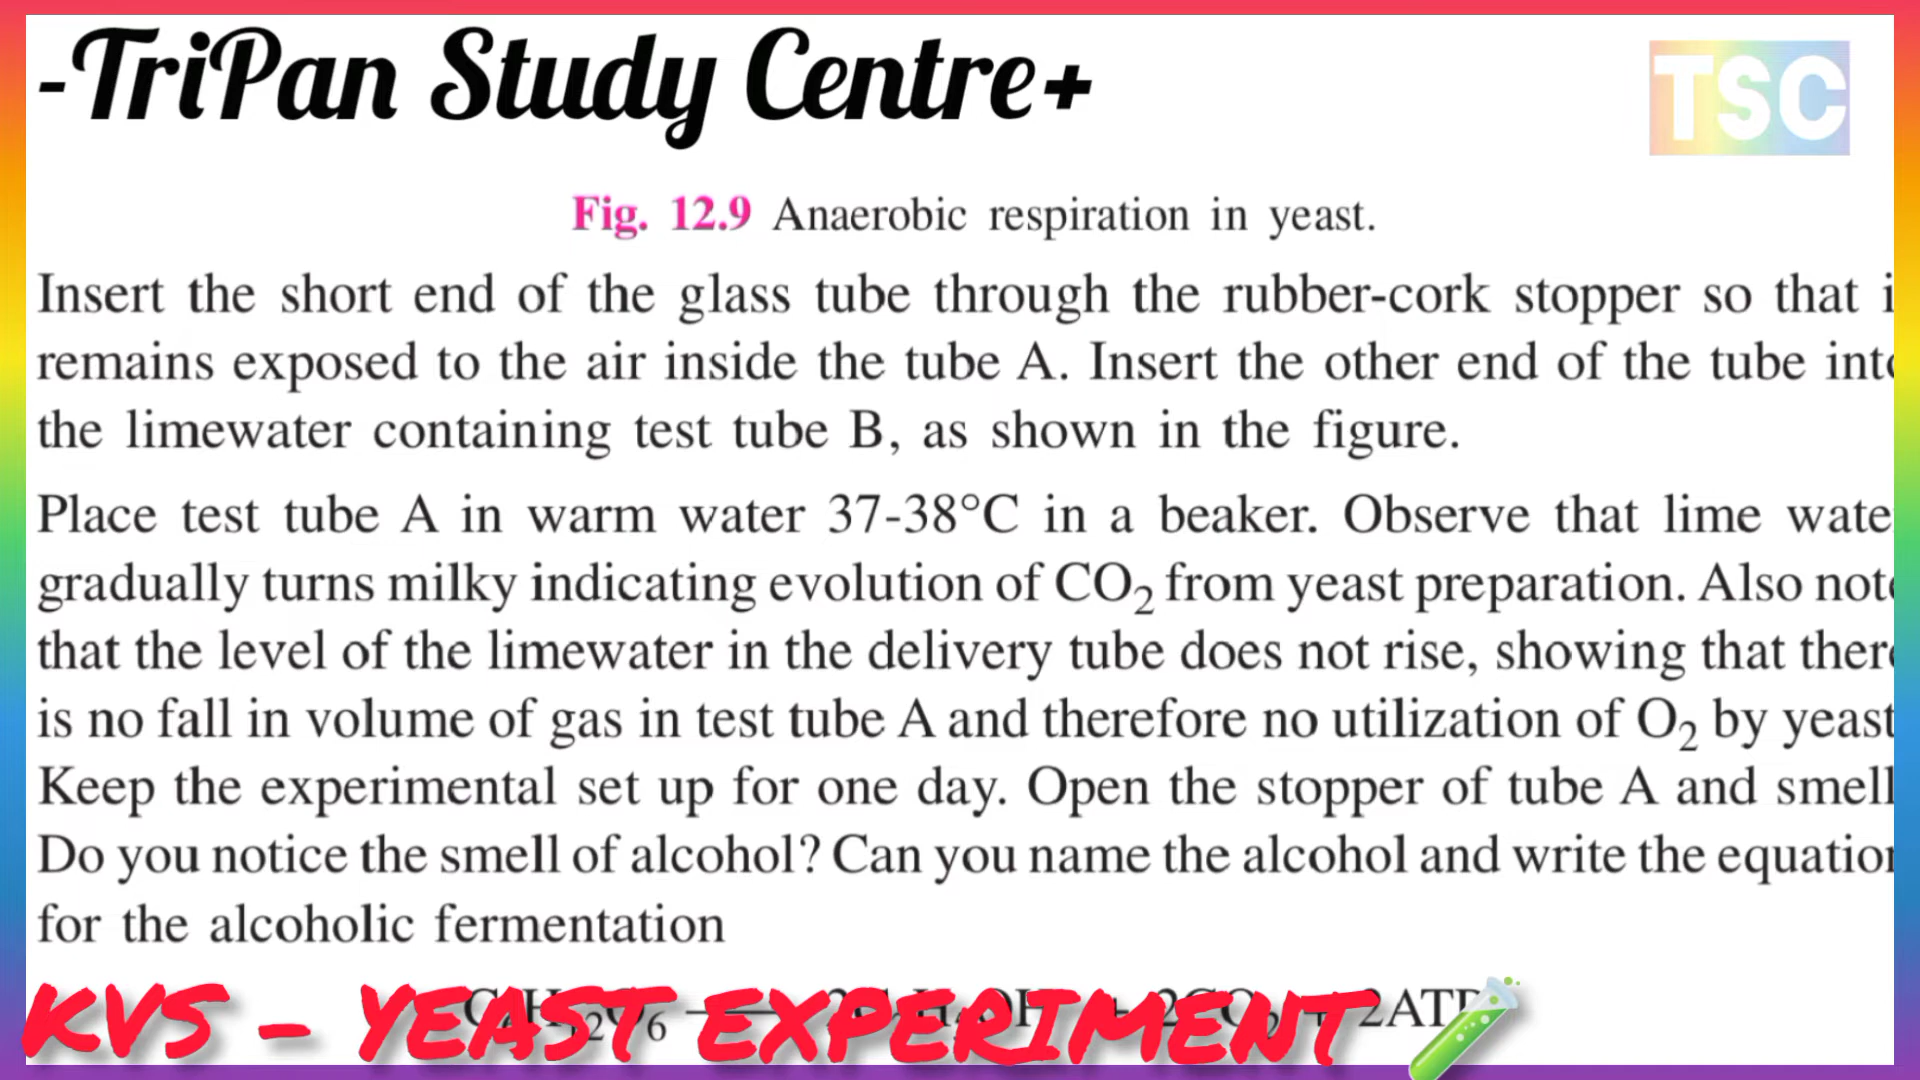 -TriPan Study Centre+
TSC
Fig. 12.9 Anaerobic respiration in yeast.
Insert the short end of the glass tube through the rubber-cork stopper so that i
remains exposed to the air inside the tube A. Insert the other end of the tube into
the limewater containing test tube B, as shown in the figure.
Place test tube A in warm water 37-38°C in a beaker. Observe that lime wate
gradually turns milky indicating evolution of CO₂ from yeast preparation. Also note
that the level of the limewater in the delivery tube does not rise, showing that there
is no fall in volume of gas in test tube A and therefore no utilization of O₂ by yeast
Keep the experimental set up for one day. Open the stopper of tube A and smell
Do you notice the smell of alcohol? Can you name the alcohol and write the equation
for the alcoholic fermentation
KVS - YEAST EXPERIMENT